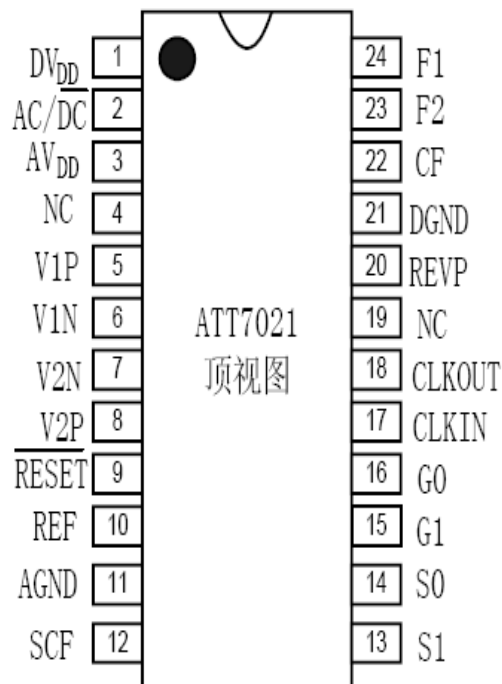 DVDD 1 24 F1
AC/DC 2 23 F2
AVDD 3 22 CF
NC 4 21 DGND
V1P 5 20 REVP
V1N 6 19 NC
ATT7021
顶视图
V2N 7 18 CLKOUT
V2P 8 17 CLKIN
RESET 9 16 G0
REF 10 15 G1
AGND 11 14 S0
SCF 12 13 S1